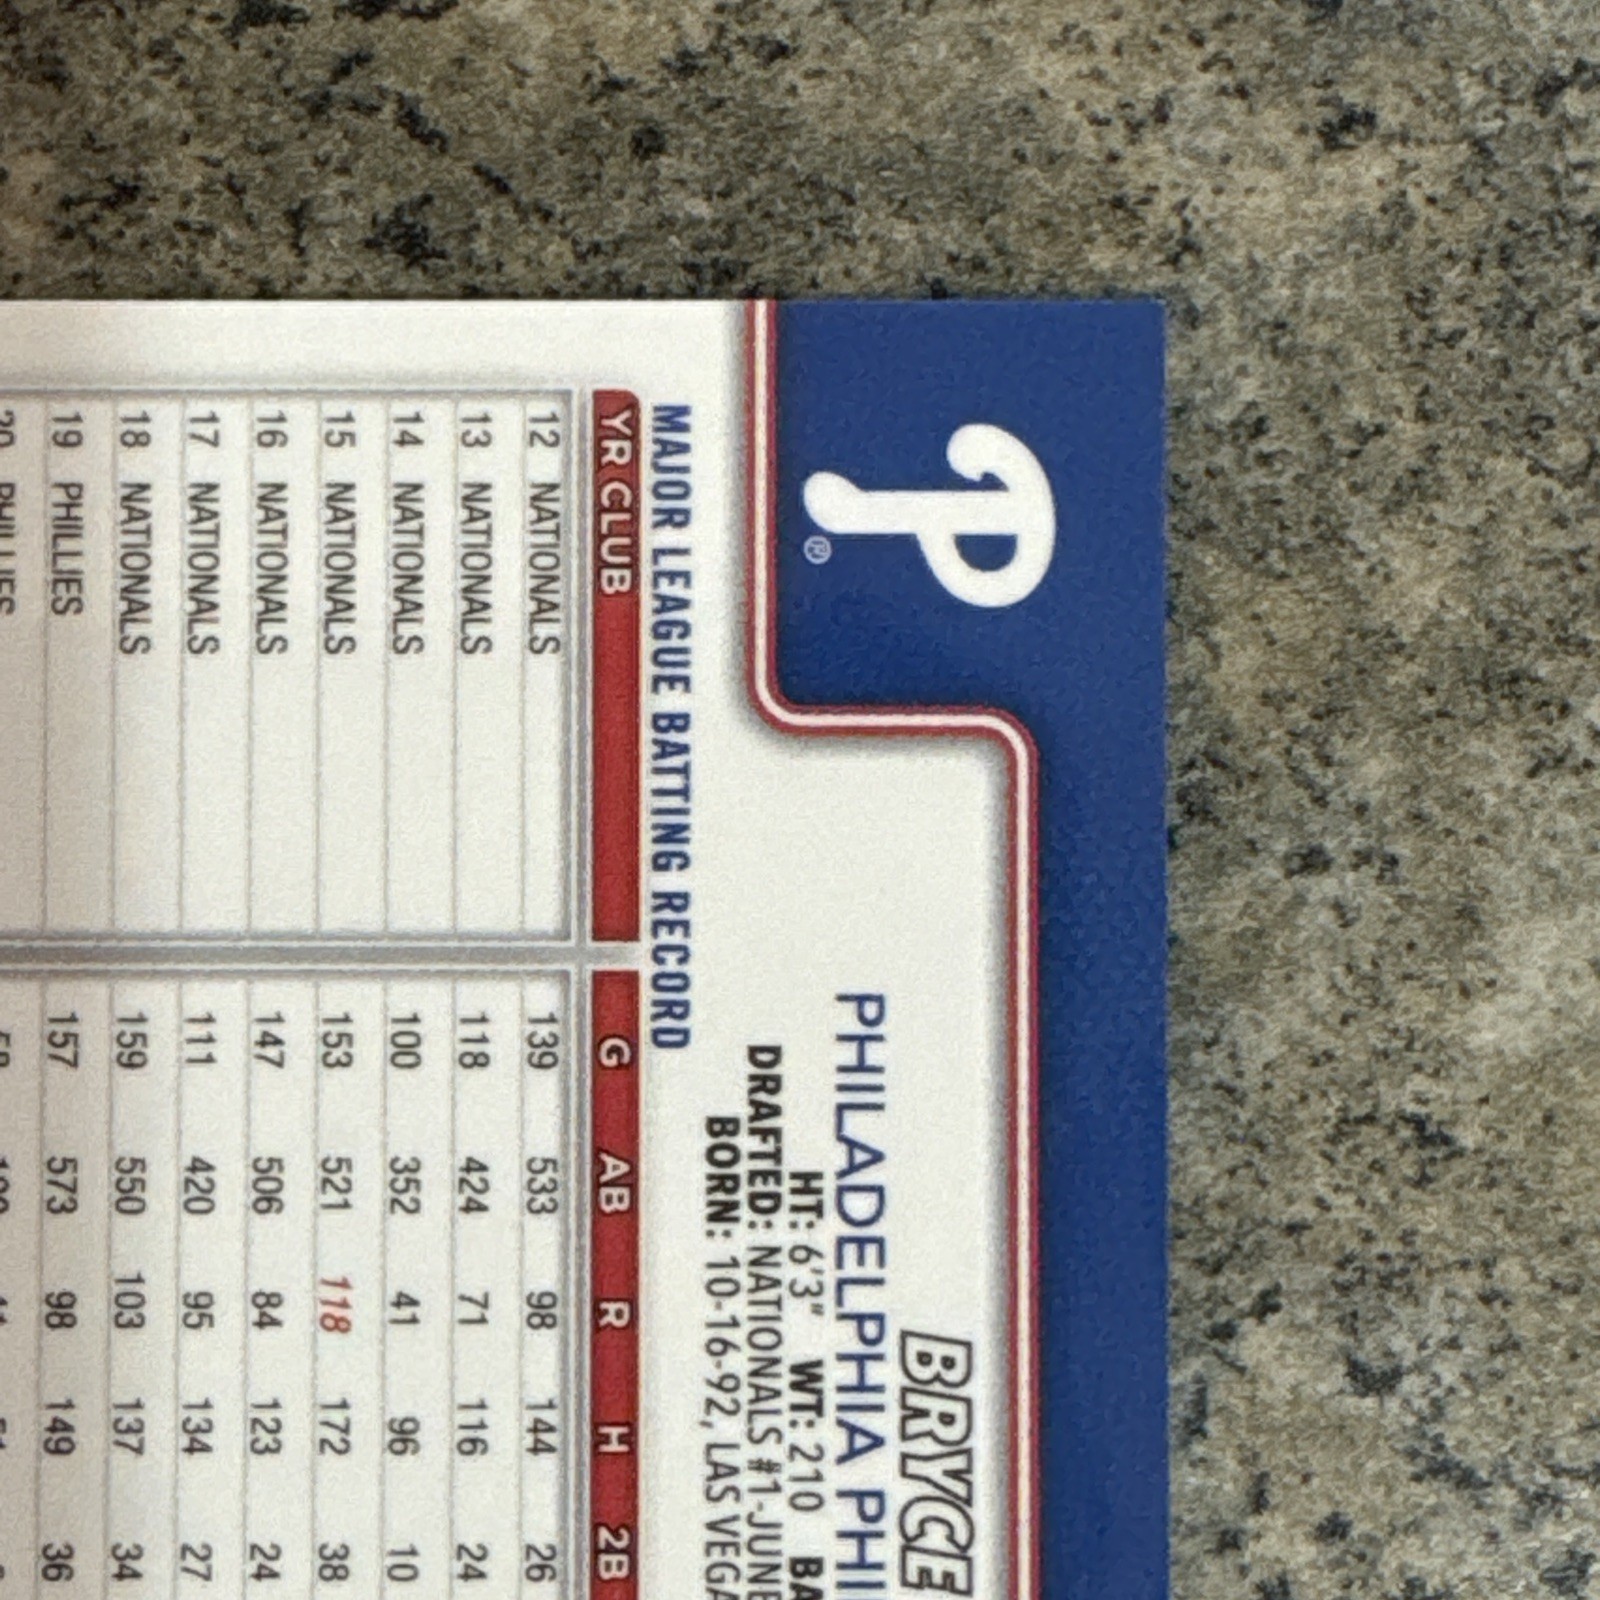 P®
BRYCE
PHILADELPHIA PHI
HT: 6'3" WT: 210 BA
DRAFTED: NATIONALS #1-JUNE
BORN: 10-16-92, LAS VEGA
MAJOR LEAGUE BATTING RECORD
YR CLUB G AB R H 2B
12 NATIONALS 139 533 98 144 26
13 NATIONALS 118 424 71 116 24
14 NATIONALS 100 352 41 96 10
15 NATIONALS 153 521 118 172 38
16 NATIONALS 147 506 84 123 24
17 NATIONALS 111 420 95 134 27
18 NATIONALS 159 550 103 137 34
19 PHILLIES 157 573 98 149 36
20 PHILLIES